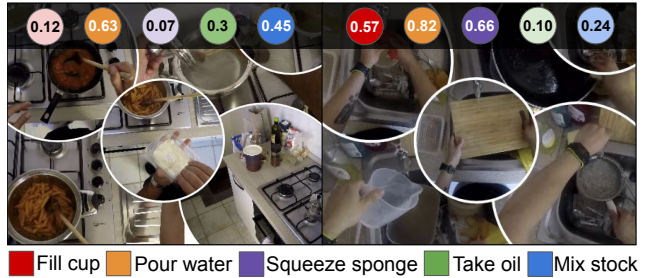 0.12 0.63 0.07 0.3 0.45 0.57 0.82 0.66 0.10 0.24
Fill cup Pour water Squeeze sponge Take oil Mix stock